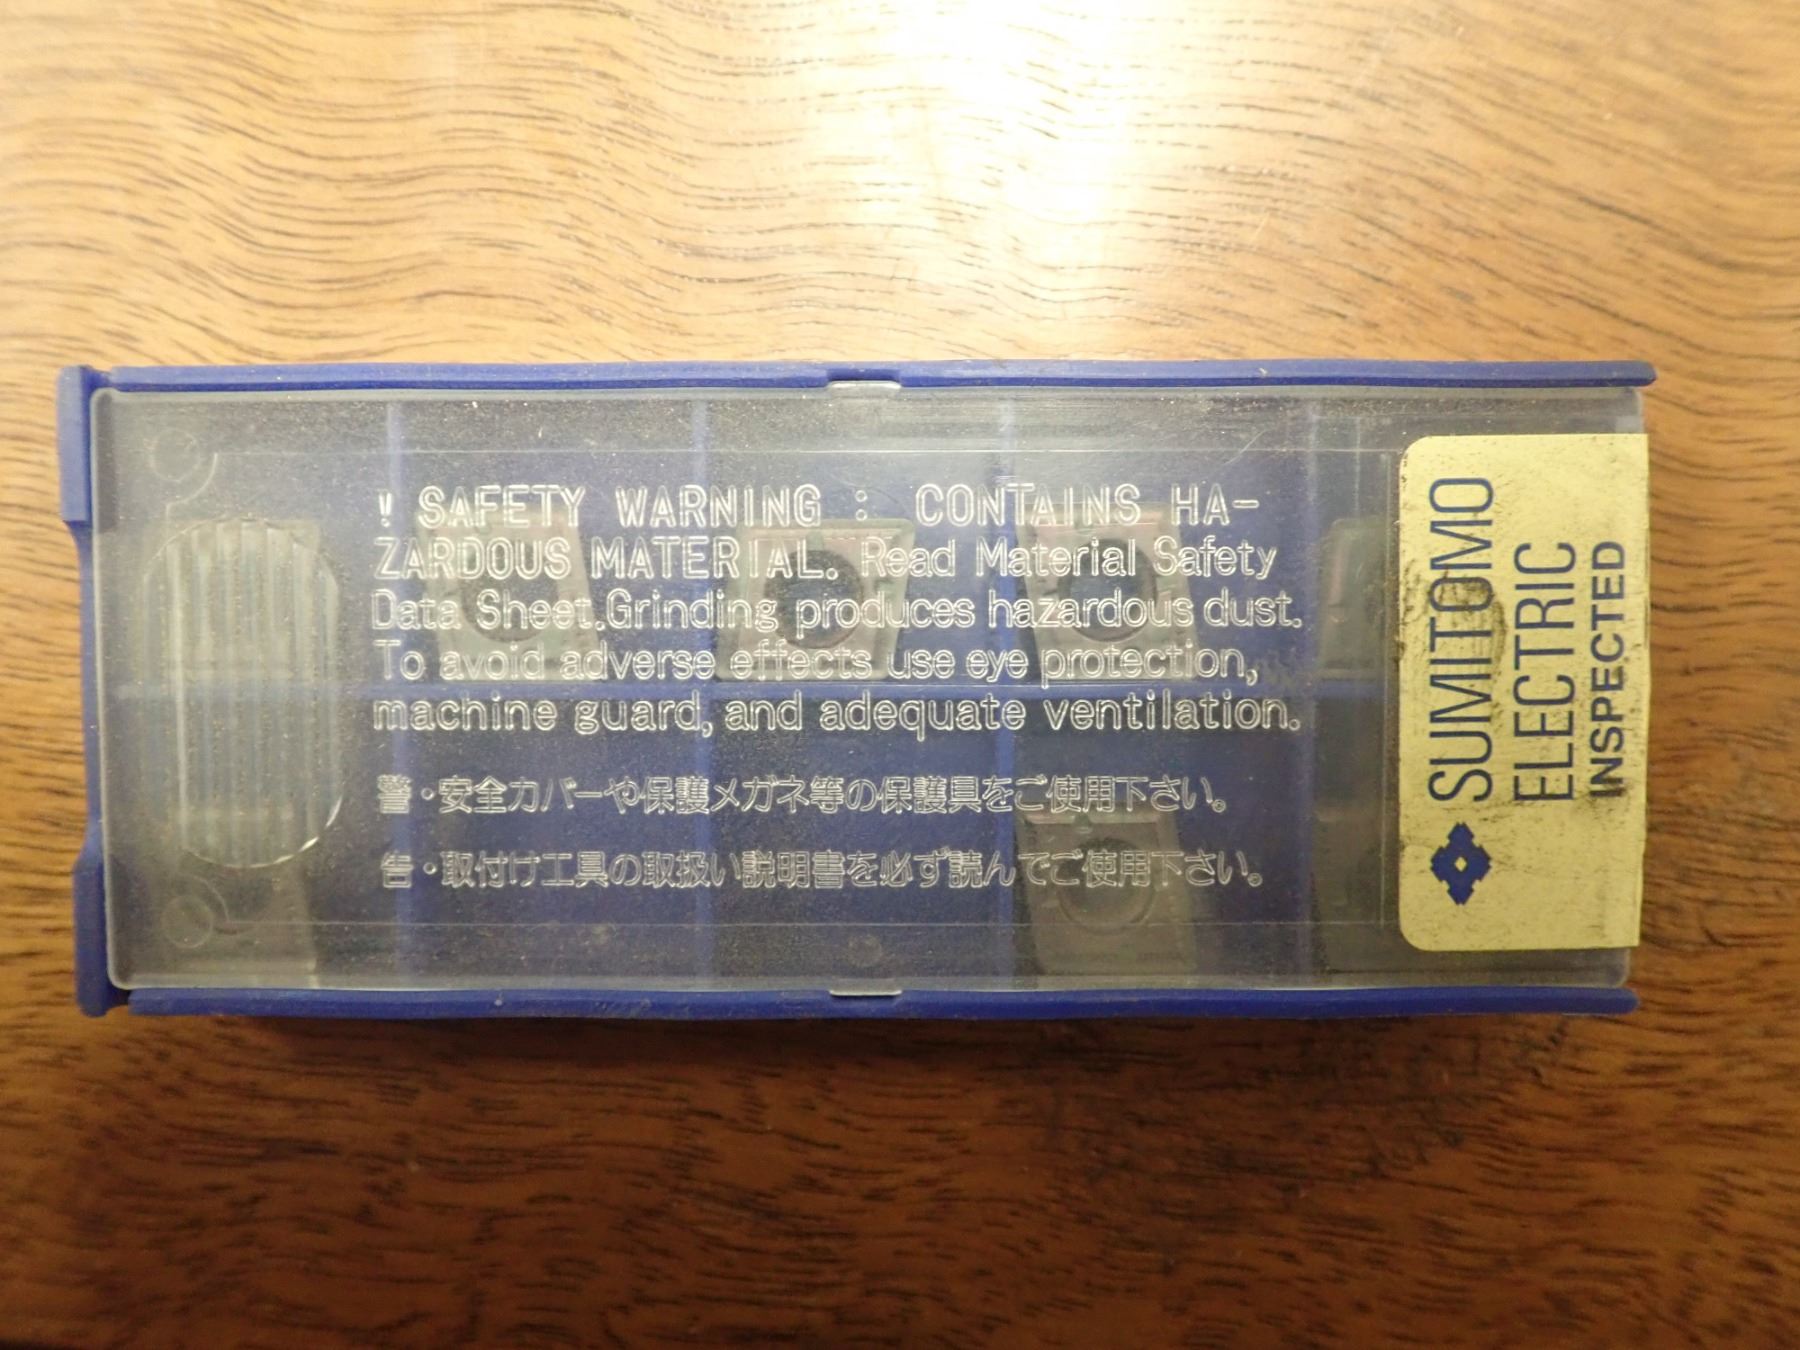 ! SAFETY WARNING : CONTAINS HA-
ZARDOUS MATERIAL. Read Material Safety
Data Sheet.Grinding produces hazardous dust.
To avoid adverse effects use eye protection,
machine guard, and adequate ventilation.
警・安全カバーや保護メガネ等の保護具をご使用下さい。
告・取付け工具の取扱い説明書を必ず読んでご使用下さい。
SUMITOMO
ELECTRIC
INSPECTED